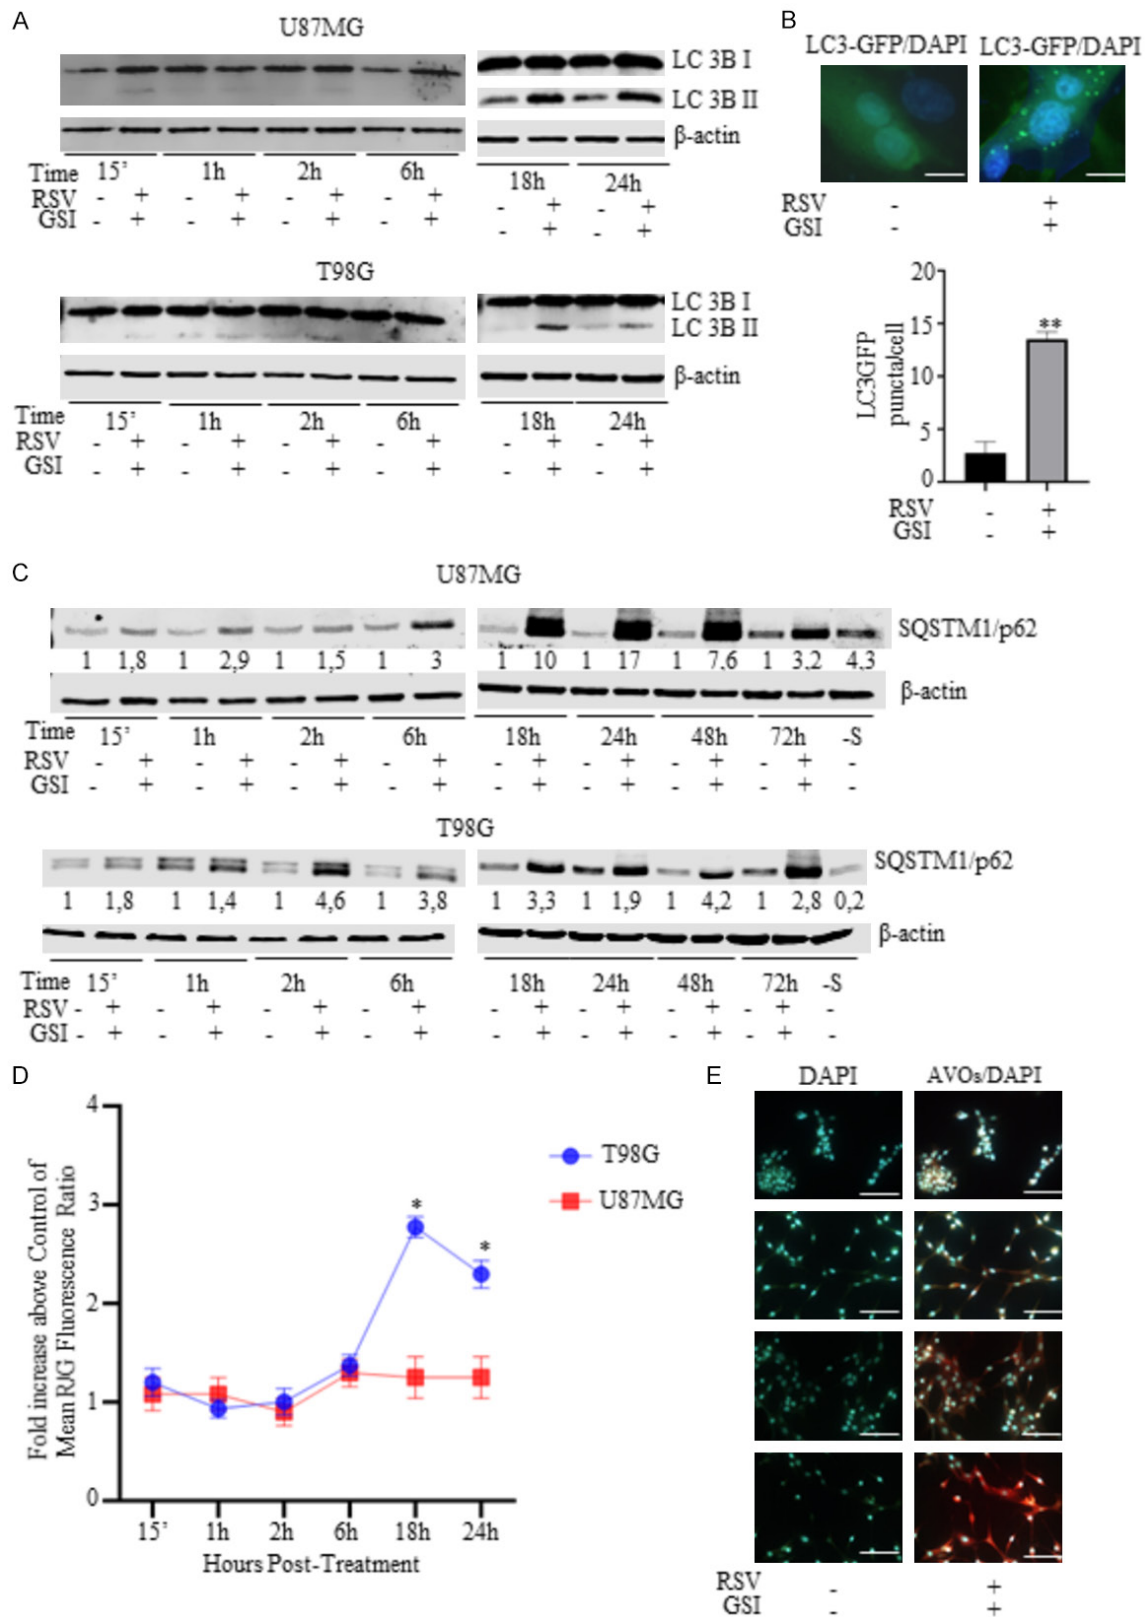 A
U87MG
LC 3B I
LC 3B II
β-actin
Time 15’ 1h 2h 6h 18h 24h
RSV - + - + - + - + - + - +
GSI - + - + - + - + - + - +
T98G
LC 3B I
LC 3B II
β-actin
Time 15’ 1h 2h 6h 18h 24h
RSV - + - + - + - + - + - +
GSI - + - + - + - + - + - +
B
LC3-GFP/DAPI LC3-GFP/DAPI
RSV - +
GSI - +
20
15
10
5
0
LC3GFP
puncta/cell
**
RSV - +
GSI - +
C
U87MG
SQSTM1/p62
1 1,8 1 2,9 1 1,5 1 3 1 10 1 17 1 7,6 1 3,2 4,3
β-actin
Time 15’ 1h 2h 6h 18h 24h 48h 72h -S
RSV - + - + - + - + - + - + - + - + -
GSI - + - + - + - + - + - + - + - + -
T98G
SQSTM1/p62
1 1,8 1 1,4 1 4,6 1 3,8 1 3,3 1 1,9 1 4,2 1 2,8 0,2
β-actin
Time 15’ 1h 2h 6h 18h 24h 48h 72h -S
RSV - + - + - + - + - + - + - + - + -
GSI - + - + - + - + - + - + - + - + -
D
Fold increase above Control of
Mean R/G Fluorescence Ratio
4
3
2
1
0
T98G
U87MG
* *
15’ 1h 2h 6h 18h 24h
Hours Post-Treatment
E
DAPI AVOs/DAPI
RSV - +
GSI - +